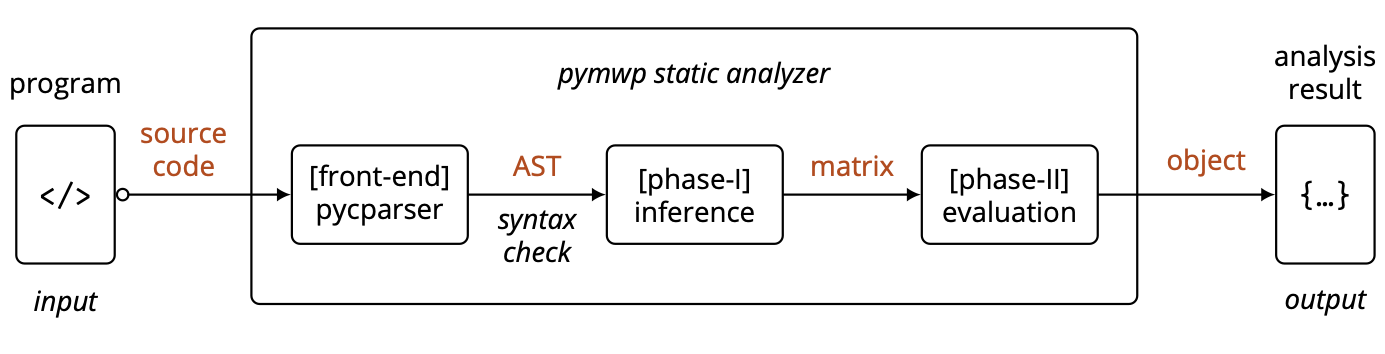 pymwp static analyzer
program
</>
input
source
code
[front-end]
pycparser
AST
syntax
check
[phase-I]
inference
matrix
[phase-II]
evaluation
object
analysis
result
{...}
output